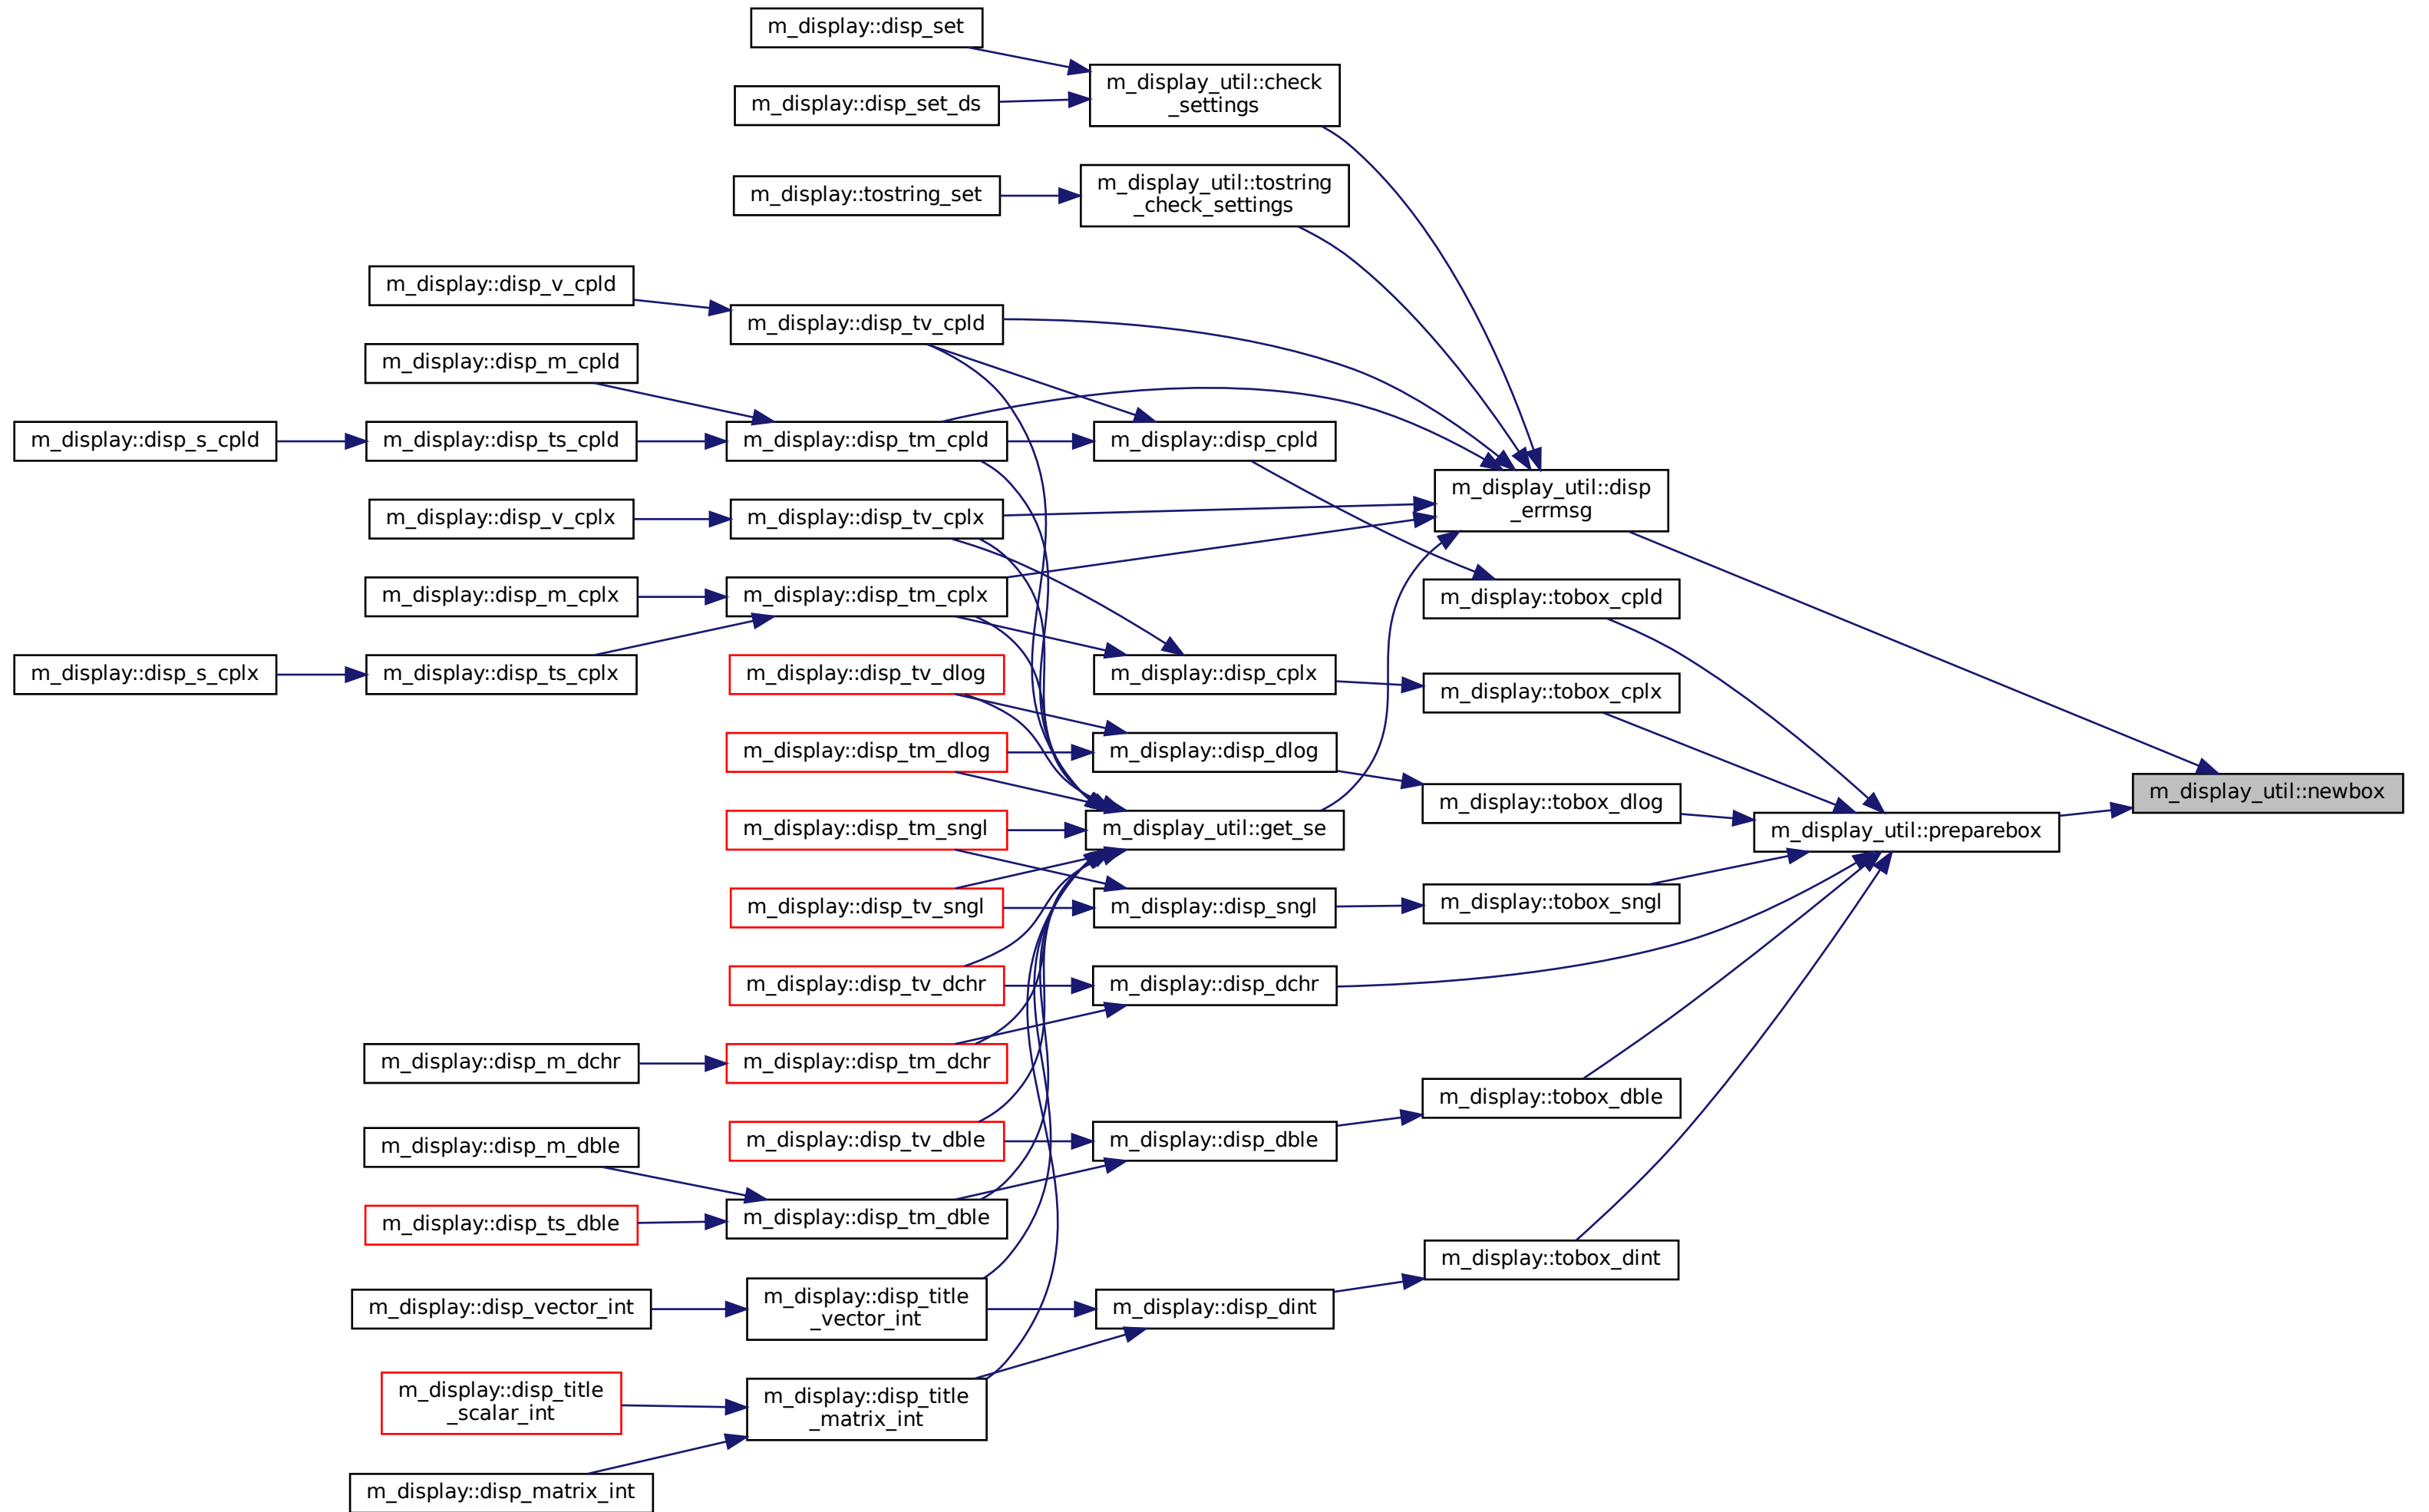 m_display::disp_set
m_display_util::check
_settings
m_display::disp_set_ds
m_display::tostring_set
m_display_util::tostring
_check_settings
m_display::disp_v_cpld
m_display::disp_tv_cpld
m_display::disp_m_cpld
m_display::disp_s_cpld
m_display::disp_ts_cpld
m_display::disp_tm_cpld
m_display::disp_cpld
m_display_util::disp
_errmsg
m_display::disp_v_cplx
m_display::disp_tv_cplx
m_display::disp_m_cplx
m_display::disp_tm_cplx
m_display::tobox_cpld
m_display::disp_s_cplx
m_display::disp_ts_cplx
m_display::disp_tv_dlog
m_display::disp_cplx
m_display::tobox_cplx
m_display::disp_tm_dlog
m_display::disp_dlog
m_display::tobox_dlog
m_display_util::newbox
m_display::disp_tm_sngl
m_display_util::get_se
m_display_util::preparebox
m_display::disp_tv_sngl
m_display::disp_sngl
m_display::tobox_sngl
m_display::disp_tv_dchr
m_display::disp_dchr
m_display::disp_m_dchr
m_display::disp_tm_dchr
m_display::tobox_dble
m_display::disp_m_dble
m_display::disp_tv_dble
m_display::disp_dble
m_display::disp_ts_dble
m_display::disp_tm_dble
m_display::tobox_dint
m_display::disp_vector_int
m_display::disp_title
_vector_int
m_display::disp_dint
m_display::disp_title
_scalar_int
m_display::disp_title
_matrix_int
m_display::disp_matrix_int